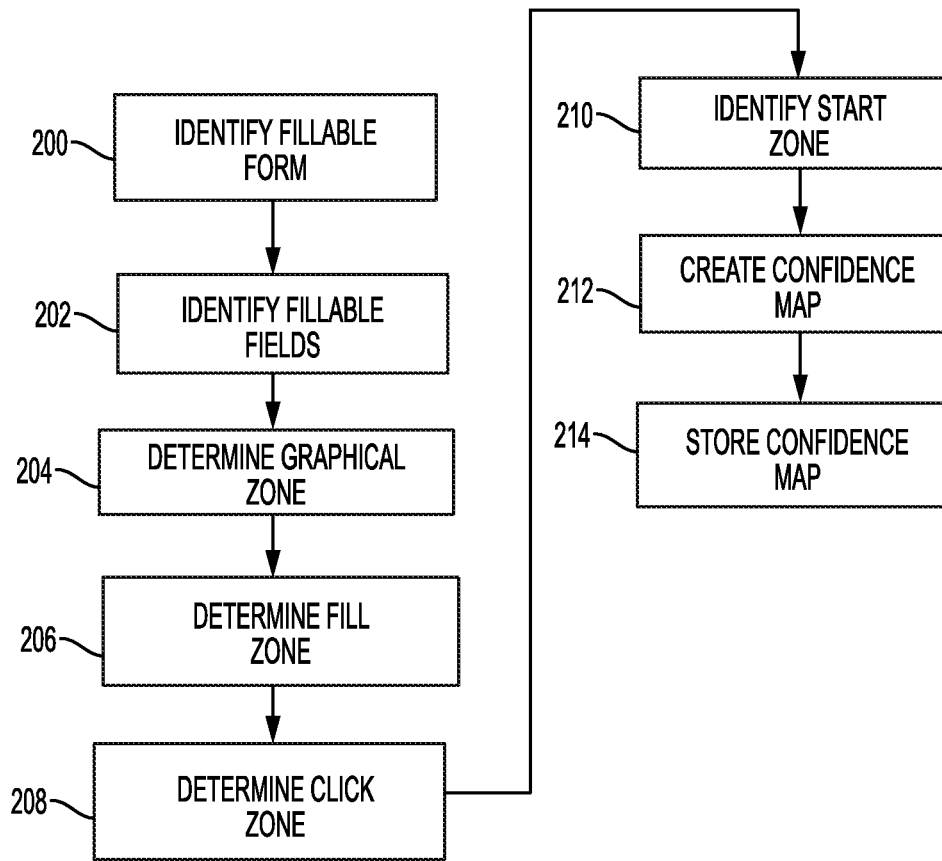 200
IDENTIFY FILLABLE
FORM
202
IDENTIFY FILLABLE
FIELDS
204
DETERMINE GRAPHICAL
ZONE
206
DETERMINE FILL
ZONE
208
DETERMINE CLICK
ZONE
210
IDENTIFY START
ZONE
212
CREATE CONFIDENCE
MAP
214
STORE CONFIDENCE
MAP